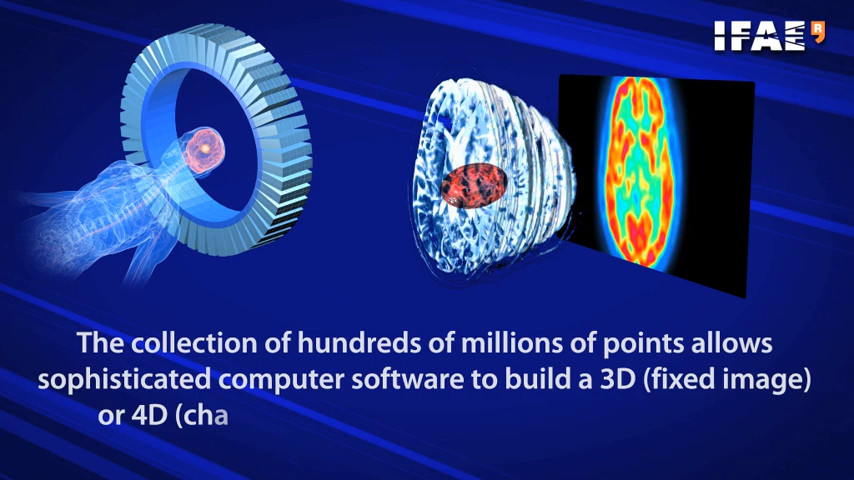 IFAE R
The collection of hundreds of millions of points allows
sophisticated computer software to build a 3D (fixed image)
or 4D (cha